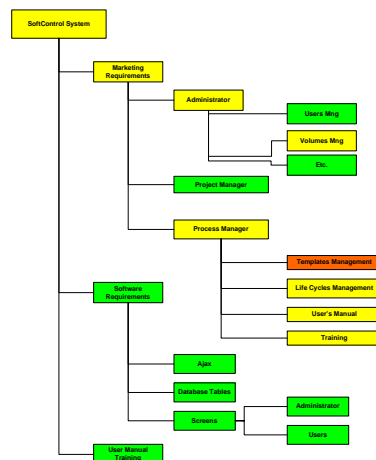 SoftControl System
Marketing
Requirements
Administrator
Users Mng
Volumes Mng
Etc.
Project Manager
Process Manager
Templates Management
Life Cycles Management
User's Manual
Training
Software
Requirements
Ajax
Database Tables
Screens
Administrator
Users
User Manual
Training